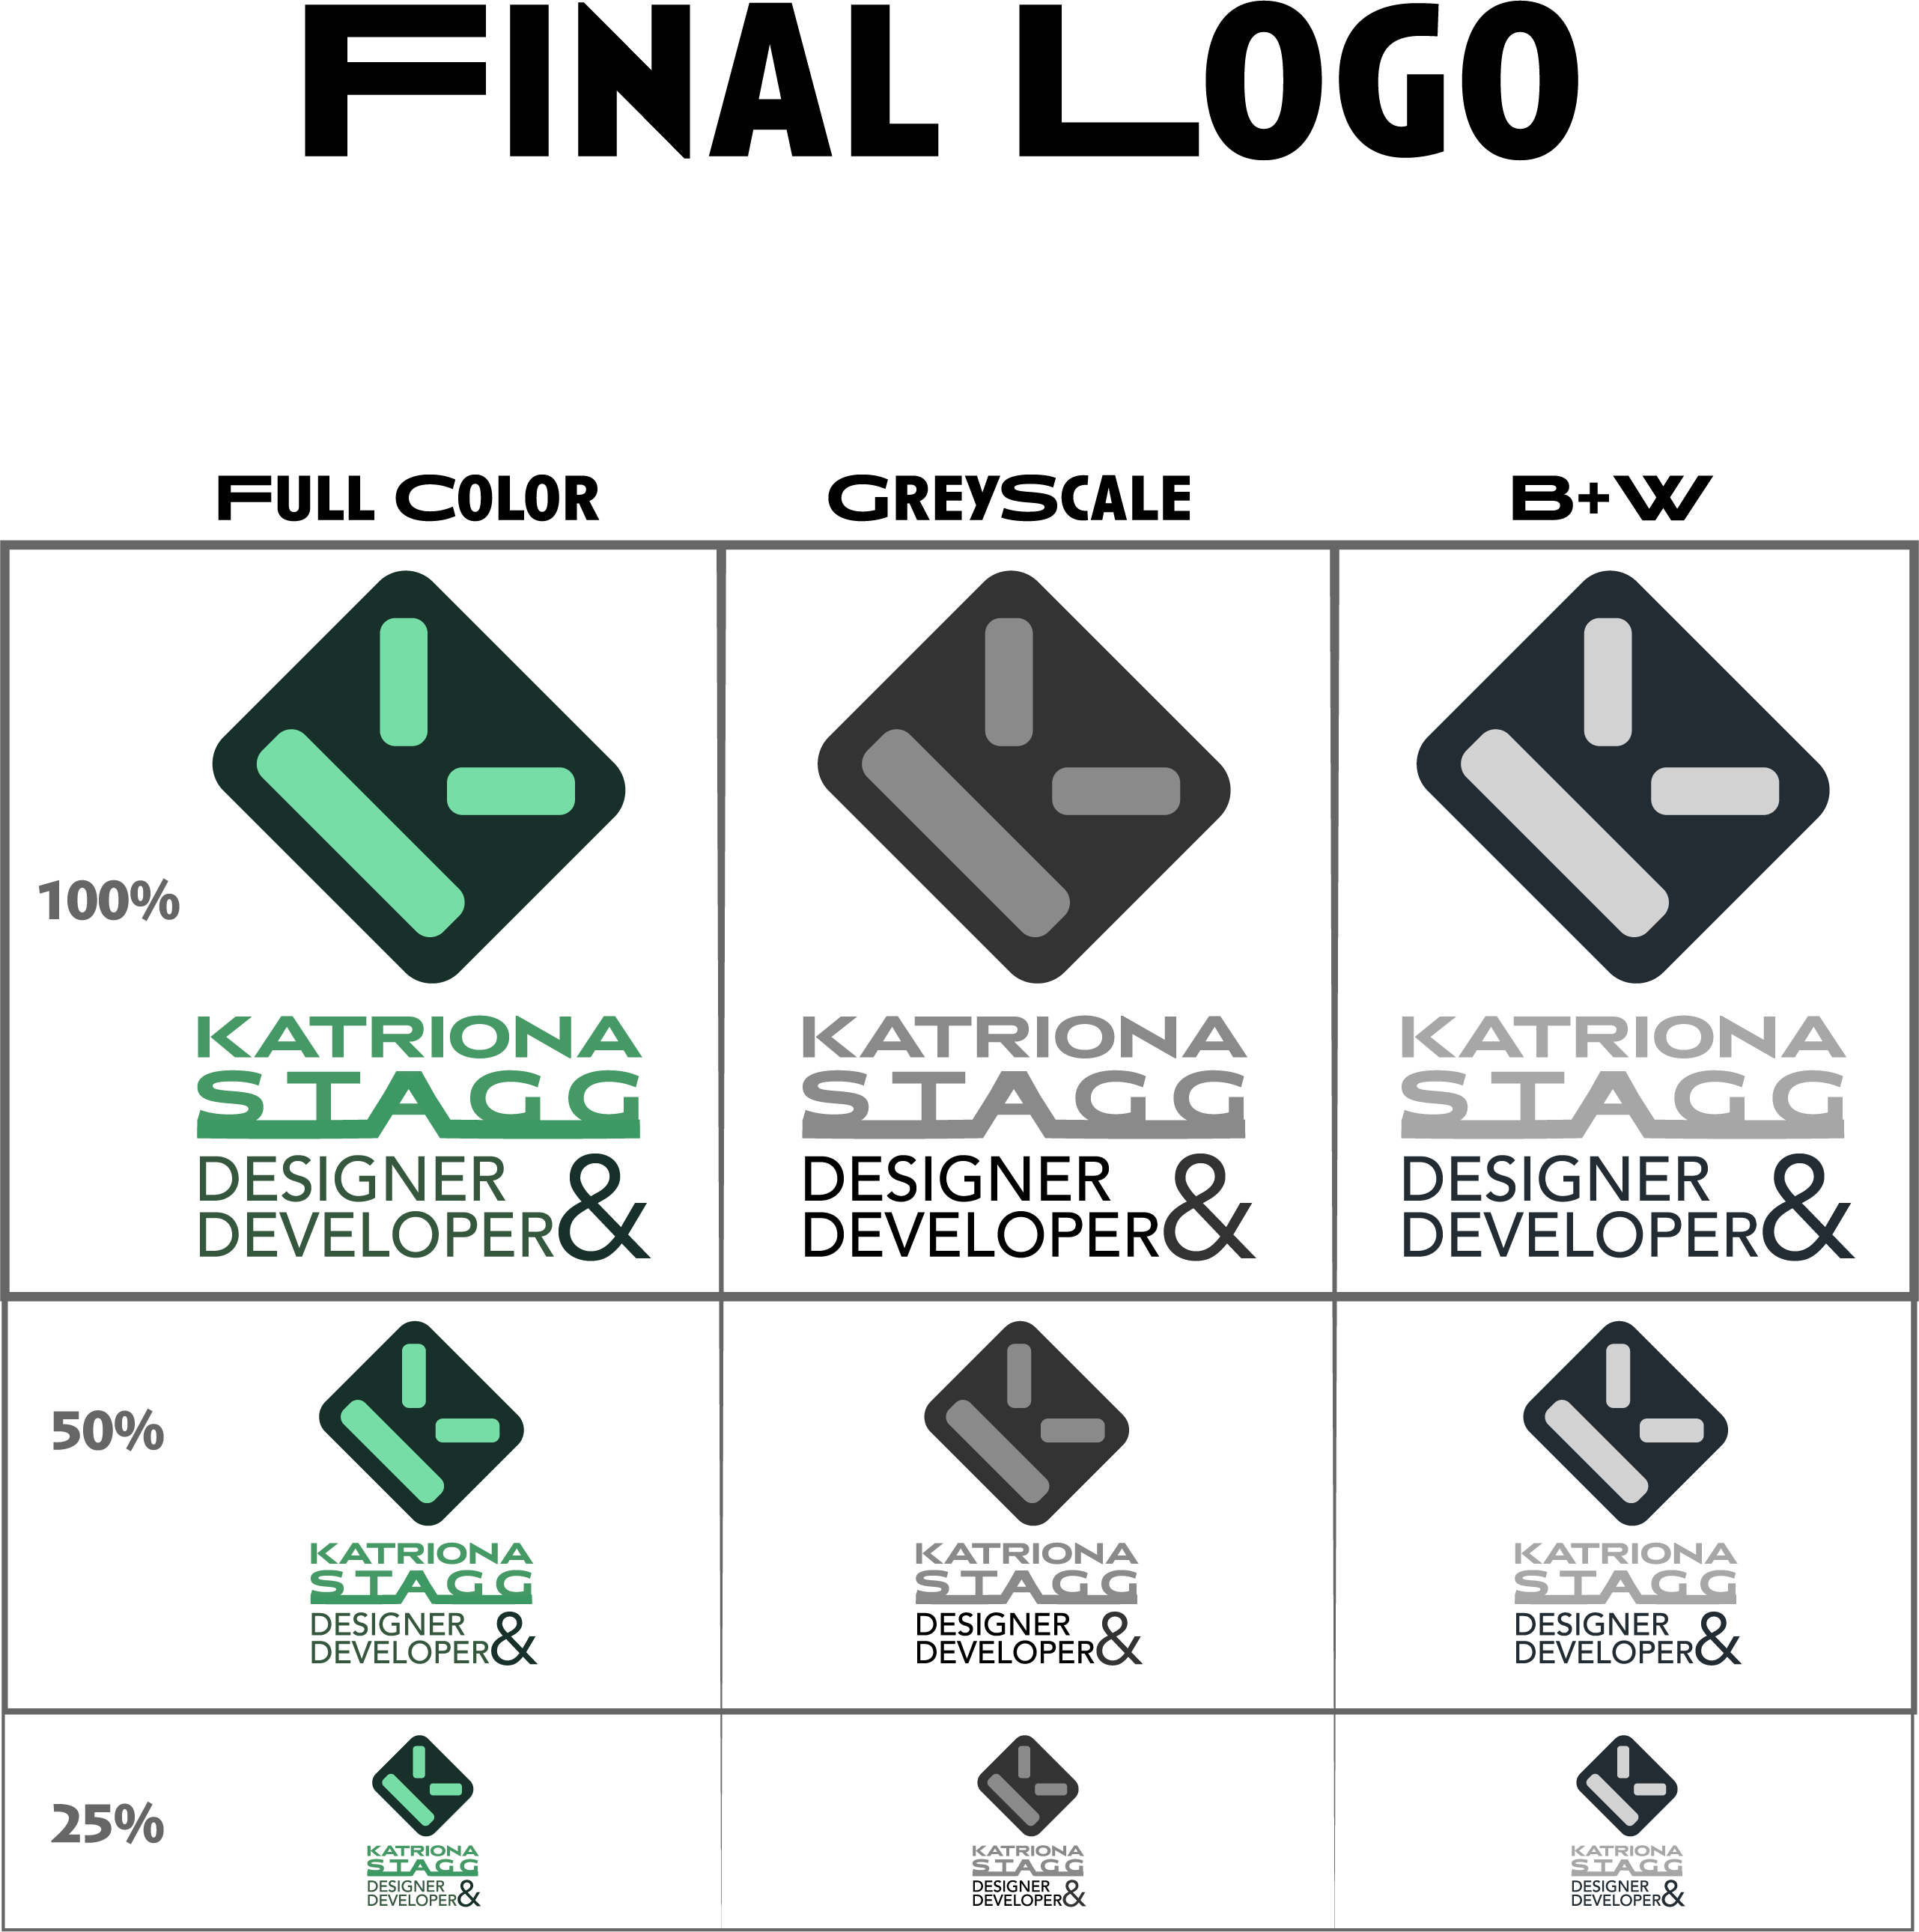 FINAL LOGO
FULL COLOR GREYSCALE B+W
100%
KATRIONA
STAGG
DESIGNER
DEVELOPER &
KATRIONA
STAGG
DESIGNER
DEVELOPER &
KATRIONA
STAGG
DESIGNER
DEVELOPER &
50%
KATRIONA
STAGG
DESIGNER
DEVELOPER &
KATRIONA
STAGG
DESIGNER
DEVELOPER &
KATRIONA
STAGG
DESIGNER
DEVELOPER &
25%
KATRIONA
STAGG
DESIGNER
DEVELOPER &
KATRIONA
STAGG
DESIGNER
DEVELOPER &
KATRIONA
STAGG
DESIGNER
DEVELOPER &